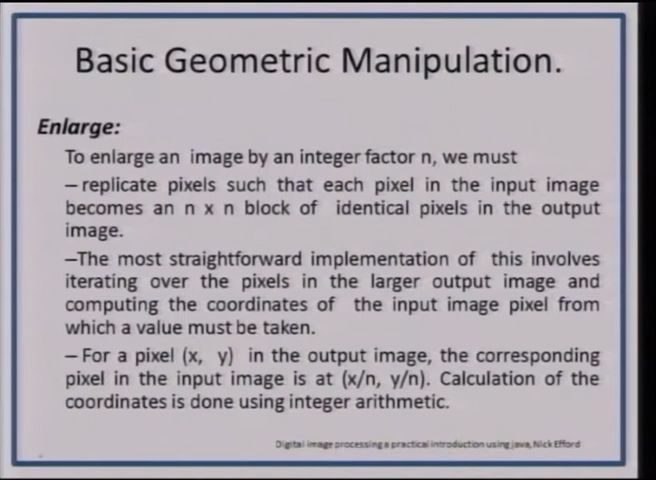 Basic Geometric Manipulation.
Enlarge:
To enlarge an image by an integer factor n, we must
– replicate pixels such that each pixel in the input image
becomes an n x n block of identical pixels in the output
image.
–The most straightforward implementation of this involves
iterating over the pixels in the larger output image and
computing the coordinates of the input image pixel from
which a value must be taken.
– For a pixel (x, y) in the output image, the corresponding
pixel in the input image is at (x/n, y/n). Calculation of the
coordinates is done using integer arithmetic.
Digital image processing a practical introduction using java, Nick Efford